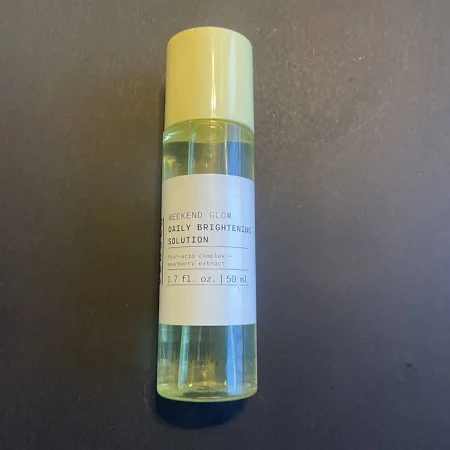 WEEKEND GLOW
DAILY BRIGHTENING
SOLUTION
four-acid complex +
bearberry extract
1.7 fl. oz. | 50 ml